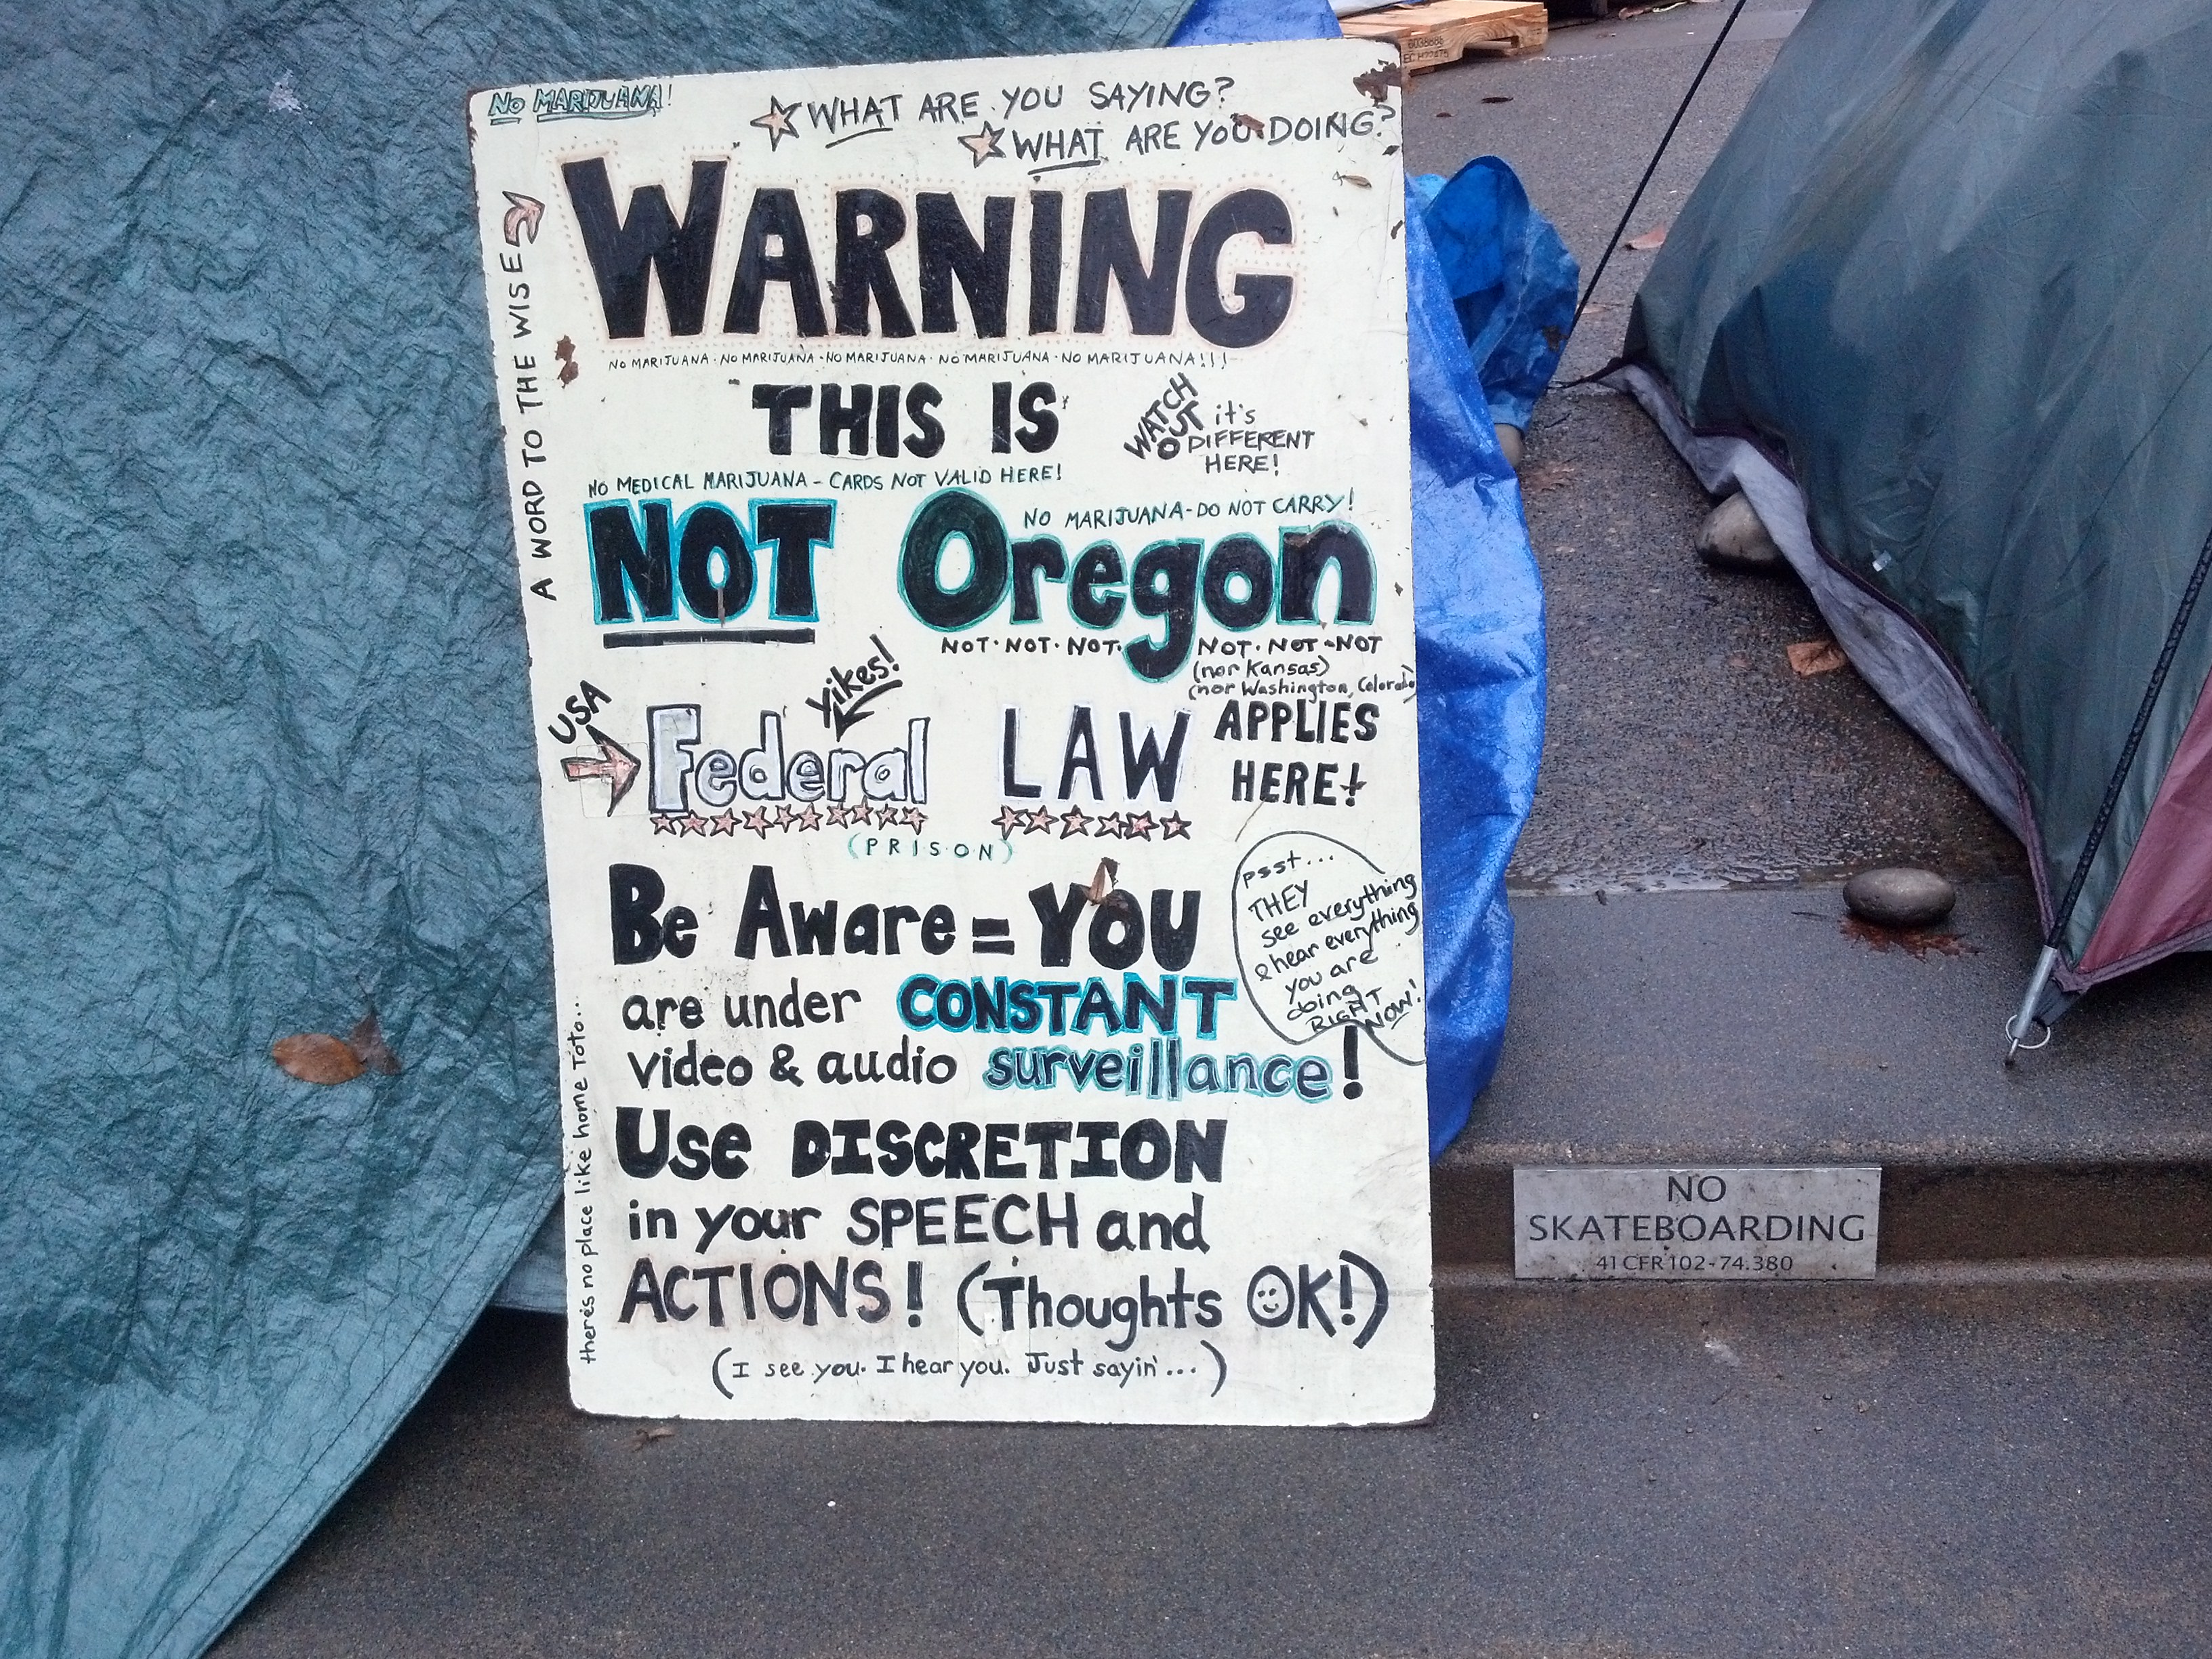 NO MARIJUANA!
WHAT ARE YOU SAYING?
WHAT ARE YOU DOING?
A WORD TO THE WISE
WARNING
NO MARIJUANA · NO MARIJUANA · NO MARIJUANA · NO MARIJUANA · NO MARIJUANA!!!
THIS IS
WATCH OUT
it's
DIFFERENT
HERE!
NO MEDICAL MARIJUANA - CARDS NOT VALID HERE!
NO MARIJUANA - DO NOT CARRY!
NOT Oregon
NOT · NOT · NOT · NOT · NOT · NOT
(nor Kansas)
(nor Washington, Colorado)
USA
Yikes!
Federal LAW APPLIES
HERE!
(PRISON)
Be Aware = YOU
are under CONSTANT
video & audio surveillance!
psst...
THEY
see everything
& hear everything
you are
doing
RIGHT
NOW!
Use DISCRETION
in your SPEECH and
ACTIONS! (Thoughts OK!)
(I see you. I hear you. Just sayin'...)
there's no place like home Toto...
NO
SKATEBOARDING
41 CFR 102-74.380